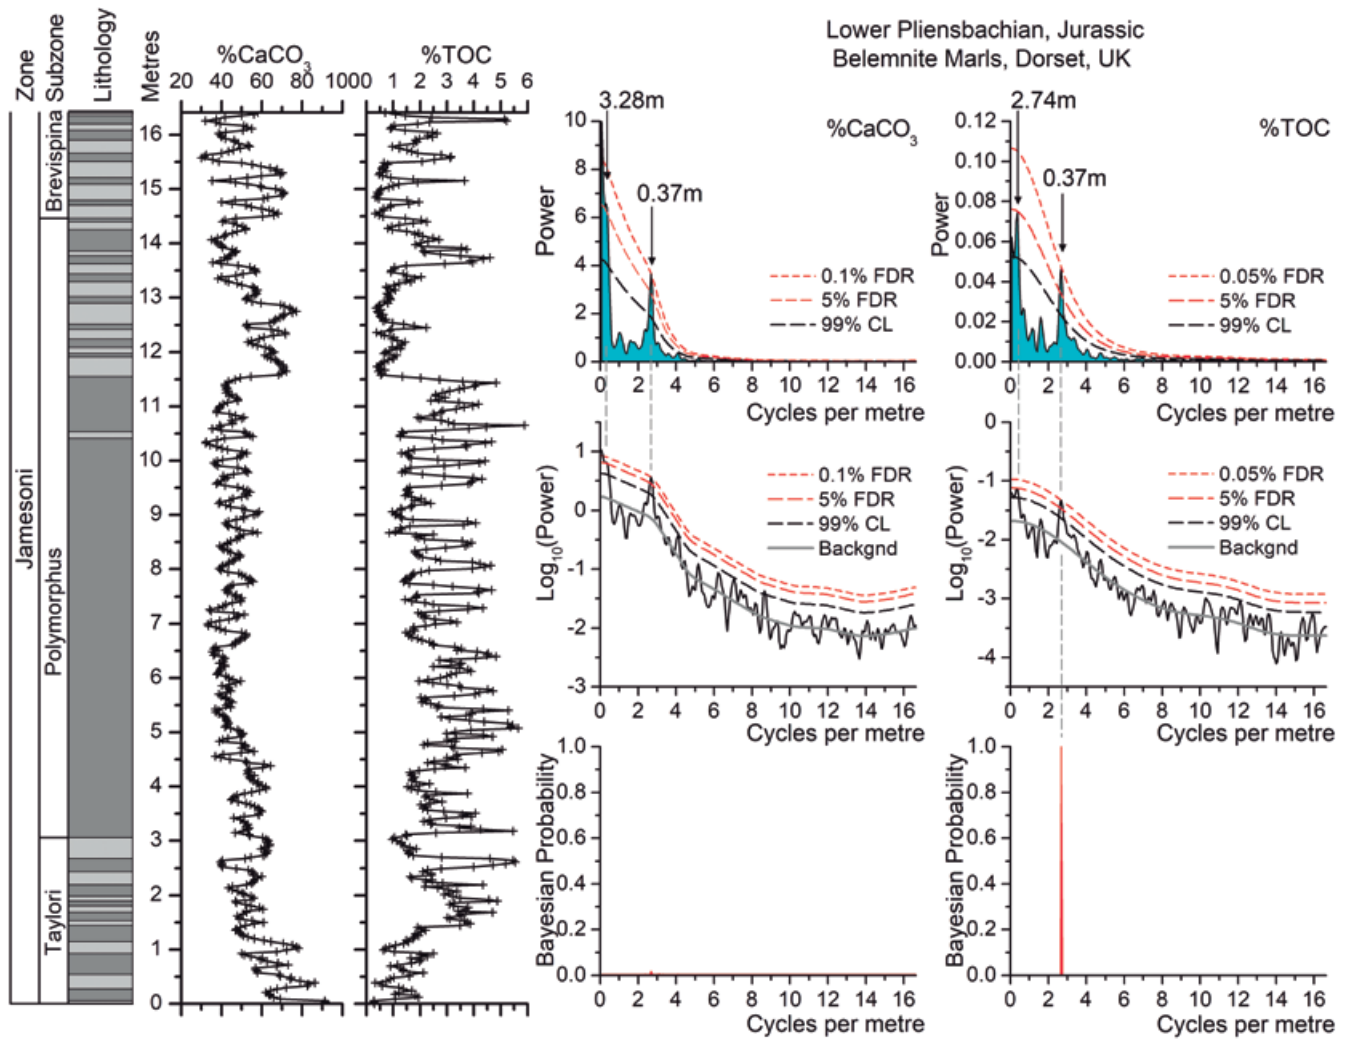 Lower Pliensbachian, Jurassic
Belemnite Marls, Dorset, UK
Zone
Subzone
Lithology
Metres
%CaCO3
20 40 60 80 100
%TOC
0 1 2 3 4 5 6
Jamesoni
Brevispina
Polymorphus
Taylori
16
15
14
13
12
11
10
9
8
7
6
5
4
3
2
1
0
3.28m
0.37m
%CaCO3
Power
10
8
6
4
2
0
0.1% FDR
5% FDR
99% CL
0 2 4 6 8 10 12 14 16
Cycles per metre
2.74m
0.37m
%TOC
Power
0.12
0.10
0.08
0.06
0.04
0.02
0.00
0.05% FDR
5% FDR
99% CL
0 2 4 6 8 10 12 14 16
Cycles per metre
Log10(Power)
1
0
-1
-2
-3
0.1% FDR
5% FDR
99% CL
Backgnd
0 2 4 6 8 10 12 14 16
Cycles per metre
Log10(Power)
-0
-1
-2
-3
-4
0.05% FDR
5% FDR
99% CL
Backgnd
0 2 4 6 8 10 12 14 16
Cycles per metre
Bayesian Probability
1.0
0.8
0.6
0.4
0.2
0.0
0 2 4 6 8 10 12 14 16
Cycles per metre
Bayesian Probability
1.0
0.8
0.6
0.4
0.2
0.0
0 2 4 6 8 10 12 14 16
Cycles per metre